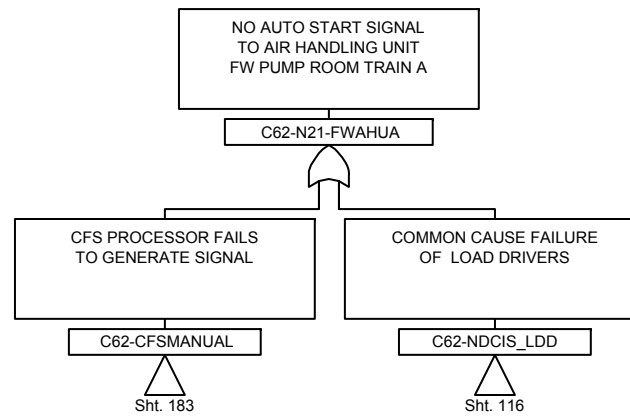 NO AUTO START SIGNAL
TO AIR HANDLING UNIT
FW PUMP ROOM TRAIN A
C62-N21-FWAHUA
CFS PROCESSOR FAILS
TO GENERATE SIGNAL
C62-CFSMANUAL
Sht. 183
COMMON CAUSE FAILURE
OF LOAD DRIVERS
C62-NDCIS_LDD
Sht. 116